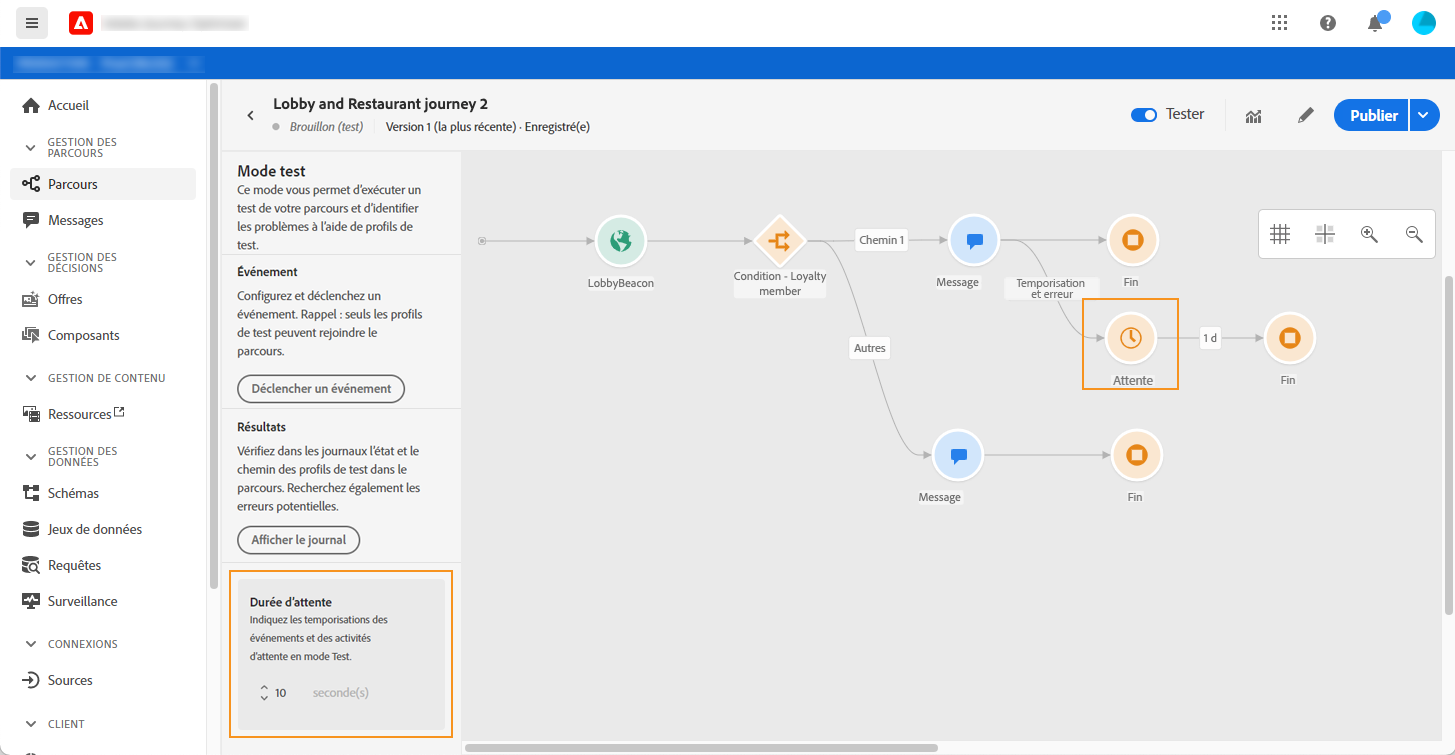 Lobby and Restaurant journey 2
Brouillon (test)
Version 1 (la plus récente) · Enregistré(e)
Tester
Publier
Accueil
GESTION DES
PARCOURS
Parcours
Messages
GESTION DES
DÉCISIONS
Offres
Composants
GESTION DE CONTENU
Ressources
GESTION DES
DONNÉES
Schémas
Jeux de données
Requêtes
Surveillance
CONNEXIONS
Sources
CLIENT
Mode test
Ce mode vous permet d'exécuter un
test de votre parcours et d'identifier
les problèmes à l'aide de profils de
test.
Événement
Configurez et déclenchez un
événement. Rappel : seuls les profils
de test peuvent rejoindre le
parcours.
Déclencher un événement
Résultats
Vérifiez dans les journaux l'état et le
chemin des profils de test dans le
parcours. Recherchez également les
erreurs potentielles.
Afficher le journal
Durée d'attente
Indiquez les temporisations des
événements et des activités
d'attente en mode Test.
10 seconde(s)
LobbyBeacon
Condition - Loyalty
member
Chemin 1
Message
Fin
Temporisation
et erreur
Attente
1 d
Fin
Autres
Message
Fin